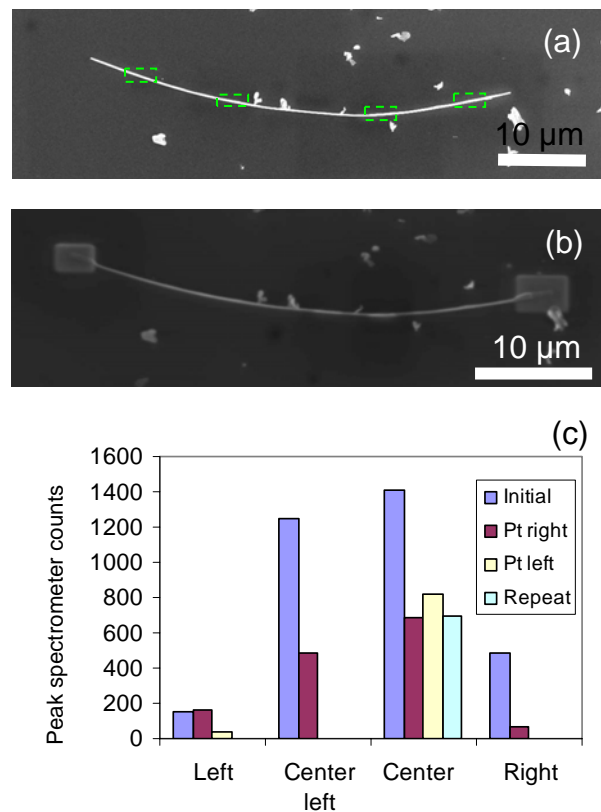 (a)
10 µm
(b)
10 µm
(c)
Peak spectrometer counts
1600
1400
1200
1000
800
600
400
200
0
Initial
Pt right
Pt left
Repeat
Left
Center left
Center
Right